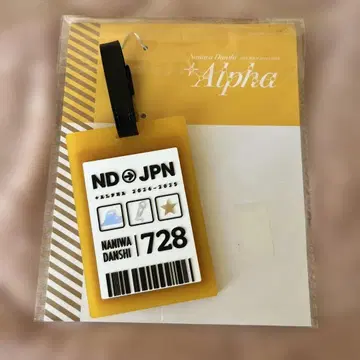 Naniwa Danshi
+Alpha
ND→JPN
+ALPHA 2024-2025
NANIWA
DANSHI
728